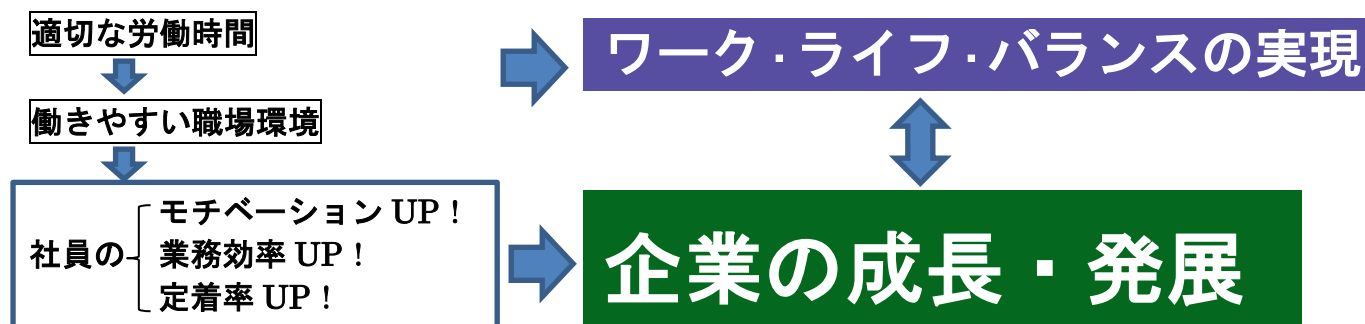 適切な労働時間
ワーク・ライフ・バランスの実現
働きやすい職場環境
社員の
モチベーション UP！
業務効率 UP！
定着率 UP！
企業の成長・発展